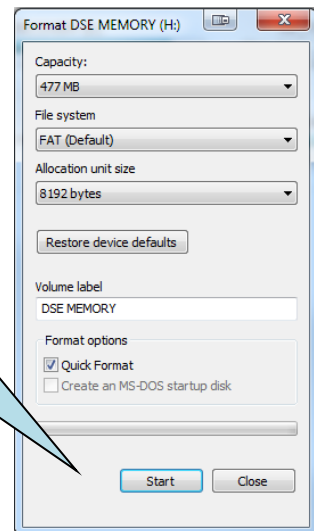 Format DSE MEMORY (H:)
Capacity:
477 MB
File system
FAT (Default)
Allocation unit size
8192 bytes
Restore device defaults
Volume label
DSE MEMORY
Format options
Quick Format
Create an MS-DOS startup disk
Start Close